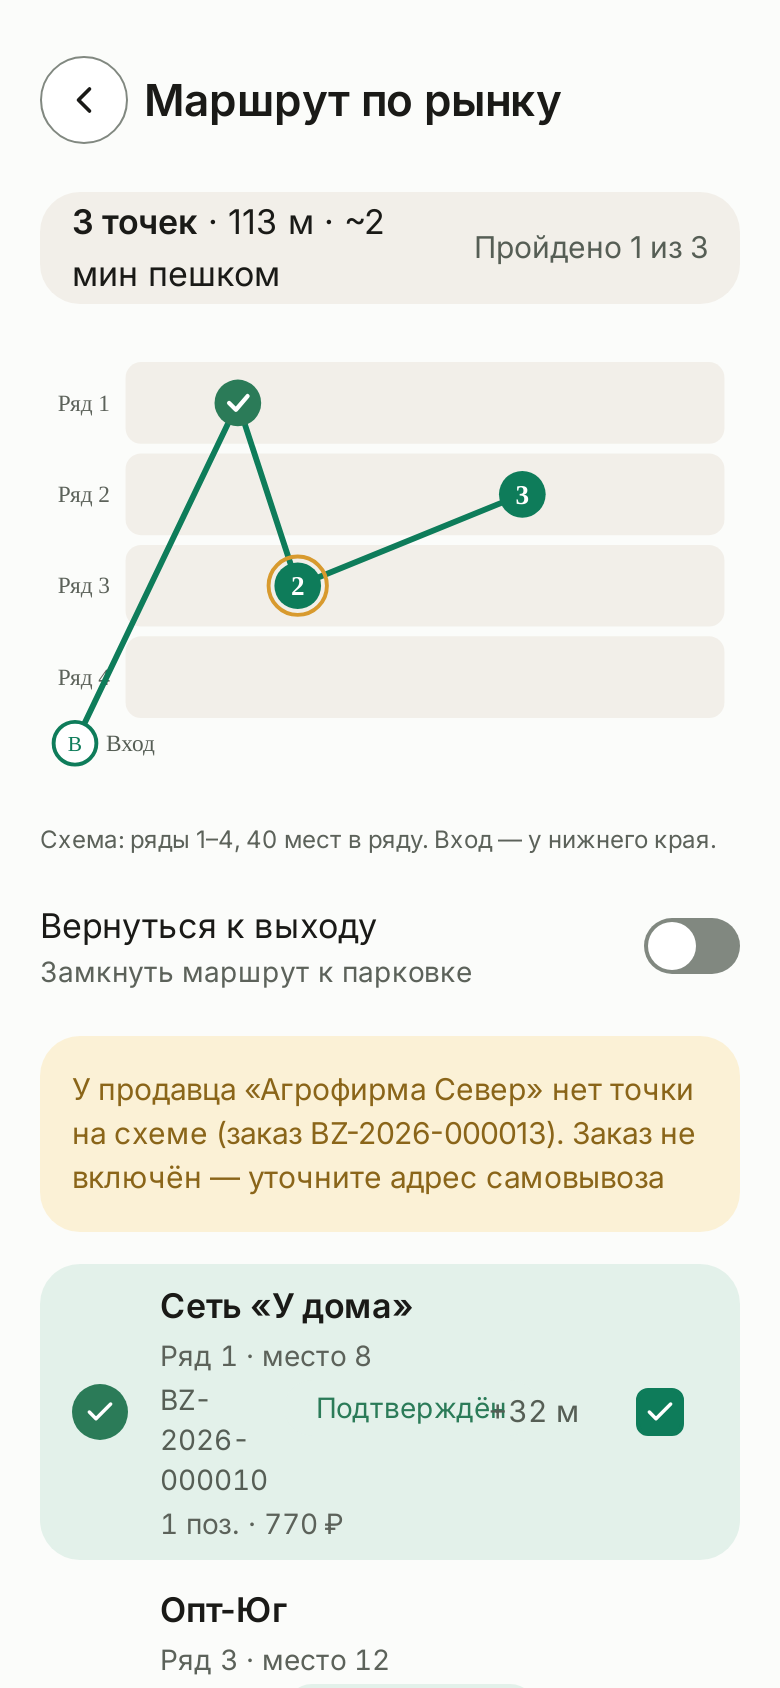 Маршрут по рынку
3 точек · 113 м · ~2
мин пешком
Пройдено 1 из 3
Ряд 1
Ряд 2
3
Ряд 3
2
Ряд 4
В
Вход
Схема: ряды 1–4, 40 мест в ряду. Вход — у нижнего края.
Вернуться к выходу
Замкнуть маршрут к парковке
У продавца «Агрофирма Север» нет точки
на схеме (заказ BZ-2026-000013). Заказ не
включён — уточните адрес самовывоза
Сеть «У дома»
Ряд 1 · место 8
BZ-
2026-
000010
Подтверждён
+32 м
1 поз. · 770 ₽
Опт-Юг
Ряд 3 · место 12